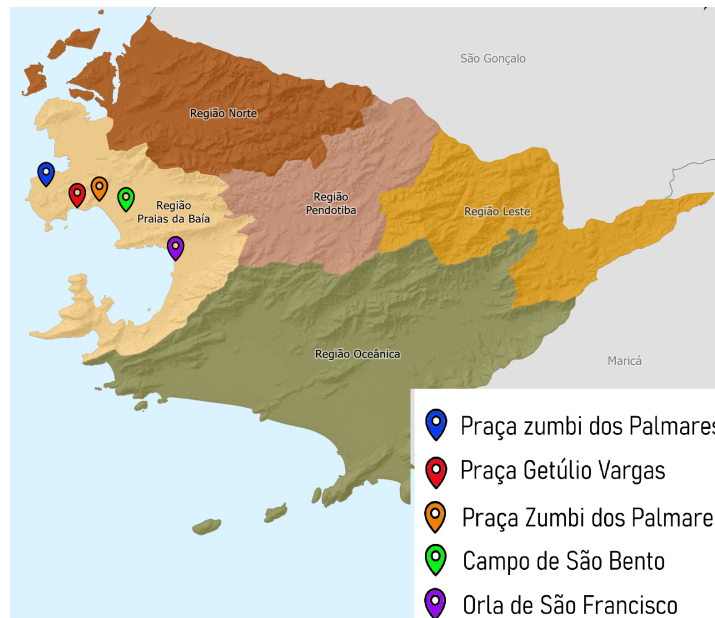 São Gonçalo
Região Norte
Região
Pendotiba
Região
Praias da Baía
Região Leste
Região Oceânica
Maricá
Praça zumbi dos Palmares
Praça Getúlio Vargas
Praça Zumbi dos Palmare
Campo de São Bento
Orla de São Francisco